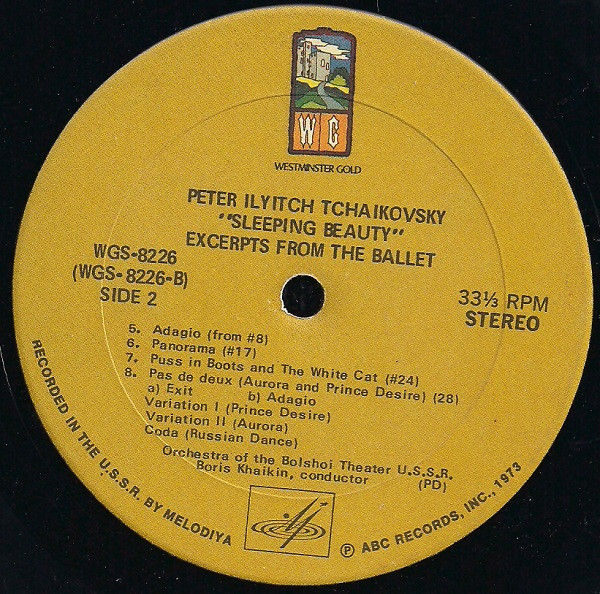 W G
WESTMINSTER GOLD
PETER ILYITCH TCHAIKOVSKY
"SLEEPING BEAUTY"
EXCERPTS FROM THE BALLET
WGS-8226
(WGS-8226-B)
SIDE 2
33⅓ RPM
STEREO
5. Adagio (from #8)
6. Panorama (#17)
7. Puss in Boots and The White Cat (#24)
8. Pas de deux (Aurora and Prince Desire) (28)
a) Exit b) Adagio
Variation I (Prince Desire)
Variation II (Aurora)
Coda (Russian Dance)
Orchestra of the Bolshoi Theater U.S.S.R.
Boris Khaikin, conductor (PD)
RECORDED IN THE U.S.S.R. BY MELODIYA
Ⓟ ABC RECORDS, INC., 1973